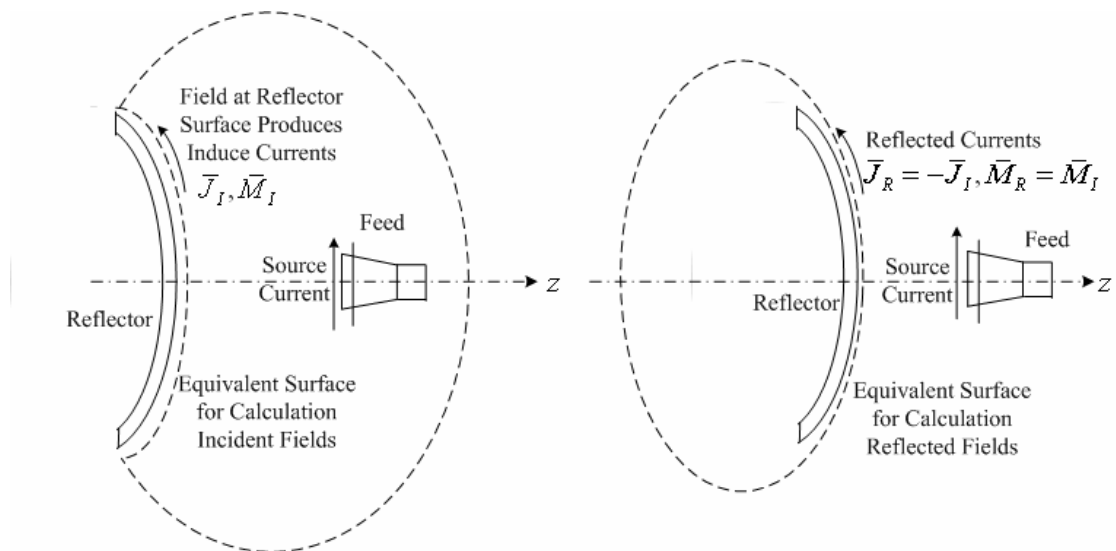 Field at Reflector
Surface Produces
Induce Currents
J̅_I, M̅_I
Feed
Source
Current
z
Reflector
Equivalent Surface
for Calculation
Incident Fields
Reflected Currents
J̅_R = −J̅_I, M̅_R = M̅_I
Feed
Source
Current
z
Reflector
Equivalent Surface
for Calculation
Reflected Fields